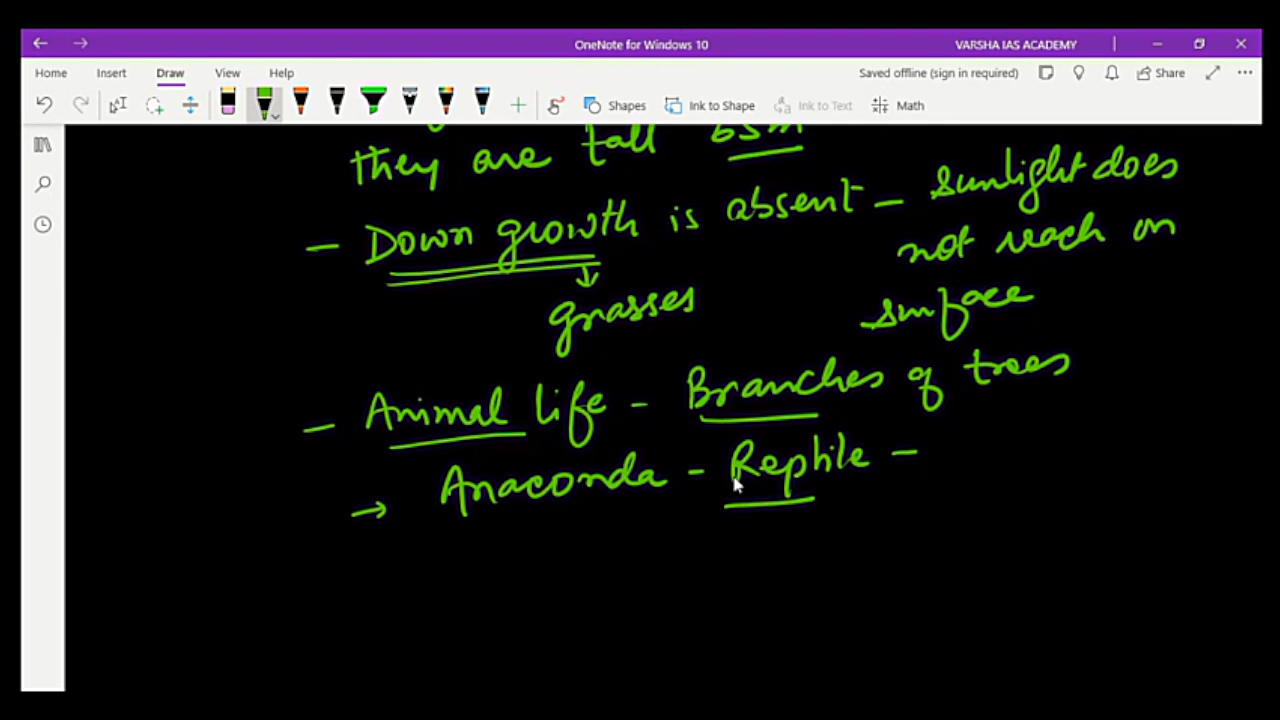 OneNote for Windows 10
VARSHA IAS ACADEMY
Home Insert Draw View Help
Saved offline (sign in required)
Share
Shapes
Ink to Shape
Ink to Text
Math
they are tall 65m
- Down growth is absent - sunlight does
not reach on
surface
grasses
- Animal life - Branches of trees
→ Anaconda - Reptile -